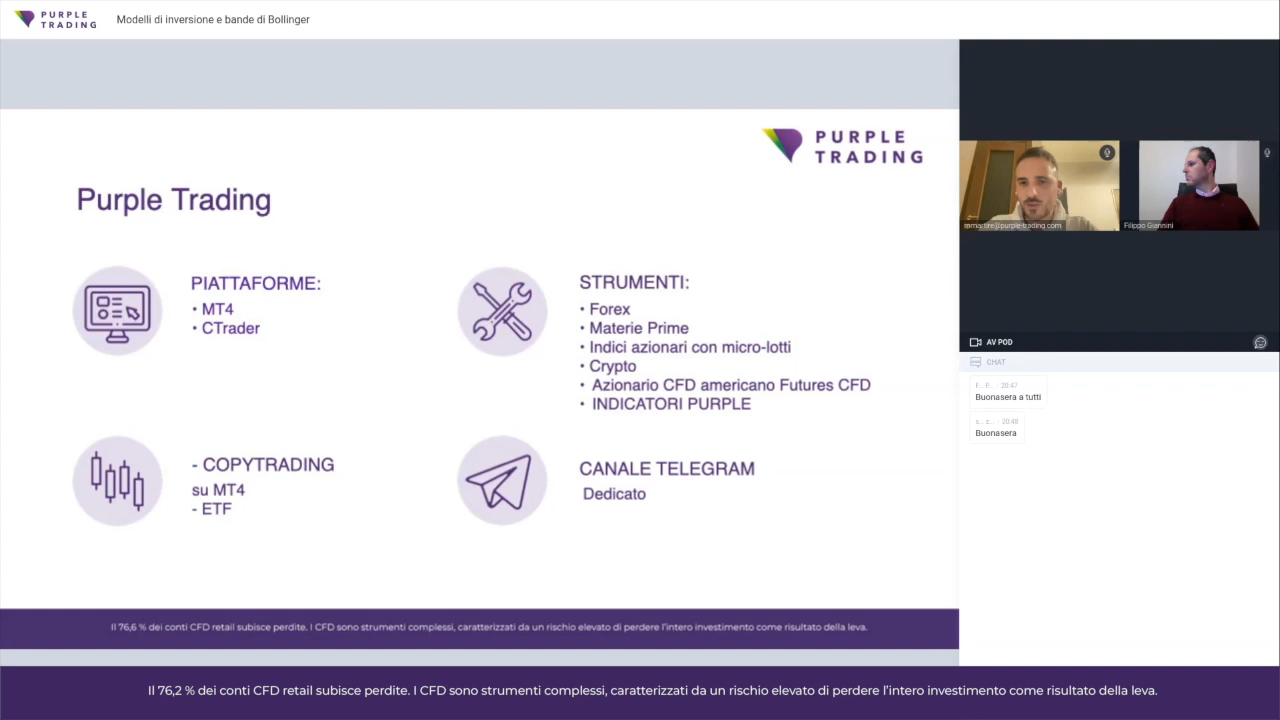 PURPLE
TRADING
Modelli di inversione e bande di Bollinger
PURPLE
TRADING
Purple Trading
PIATTAFORME:
• MT4
• CTrader
STRUMENTI:
• Forex
• Materie Prime
• Indici azionari con micro-lotti
• Crypto
• Azionario CFD americano Futures CFD
• INDICATORI PURPLE
- COPYTRADING
su MT4
- ETF
CANALE TELEGRAM
Dedicato
Il 76,6 % dei conti CFD retail subisce perdite. I CFD sono strumenti complessi, caratterizzati da un rischio elevato di perdere l'intero investimento come risultato della leva.
Filippo Giannini
AV POD
CHAT
20:47
Buonasera a tutti
20:48
Buonasera
Il 76,2 % dei conti CFD retail subisce perdite. I CFD sono strumenti complessi, caratterizzati da un rischio elevato di perdere l'intero investimento come risultato della leva.